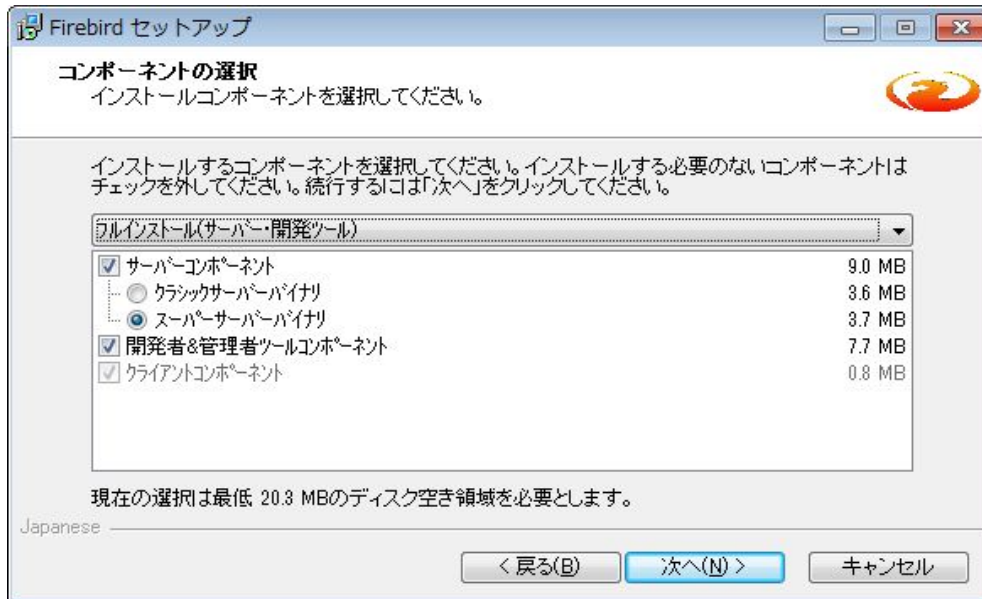 Firebird セットアップ
コンポーネントの選択
インストールコンポーネントを選択してください。
インストールするコンポーネントを選択してください。インストールする必要のないコンポーネントは
チェックを外してください。続行するには「次へ」をクリックしてください。
フルインストール(サーバー・開発ツール)
サーバーコンポーネント 9.0 MB
クラシックサーバーバイナリ 3.6 MB
スーパーサーバーバイナリ 3.7 MB
開発者&管理者ツールコンポーネント 7.7 MB
クライアントコンポーネント 0.8 MB
現在の選択は最低 20.3 MBのディスク空き領域を必要とします。
Japanese
< 戻る(B) 次へ(N) > キャンセル